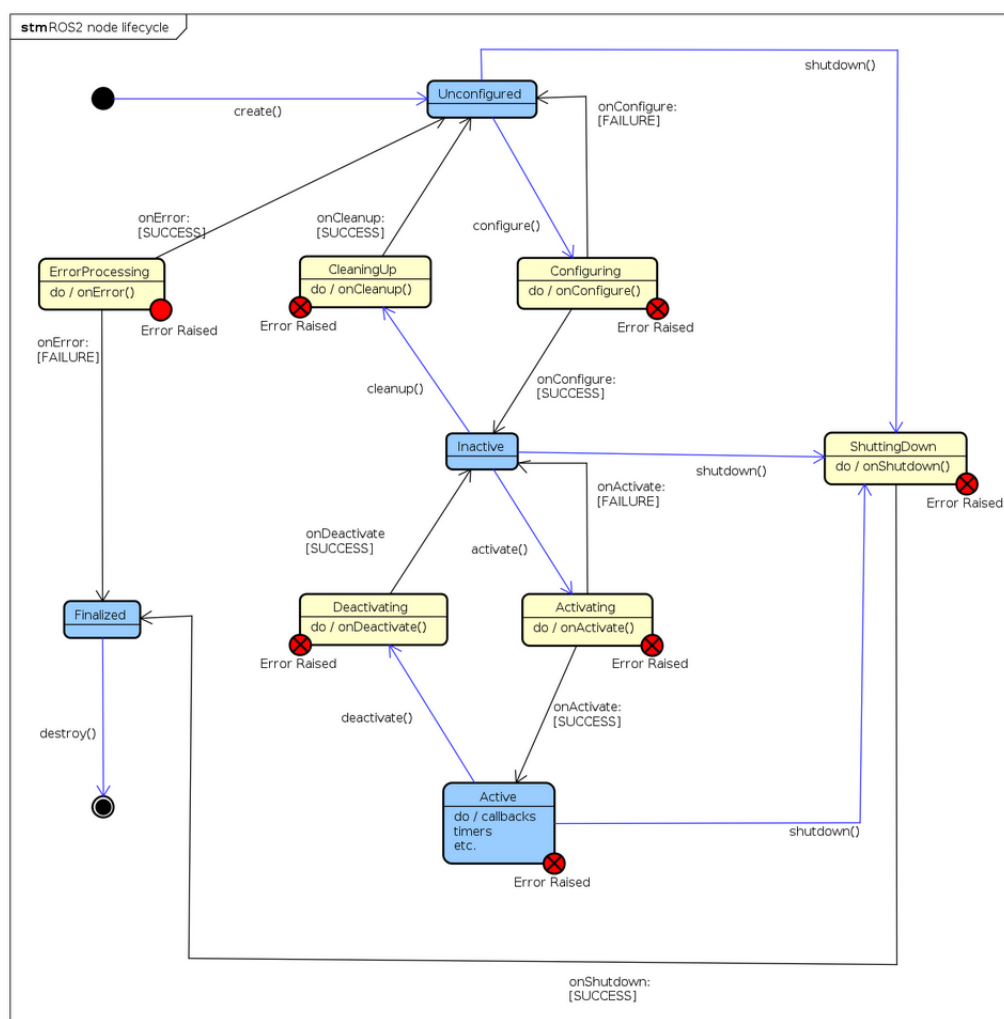 stm ROS2 node lifecycle
shutdown()
Unconfigured
create()
onConfigure:
[FAILURE]
onError:
[SUCCESS]
onCleanup:
[SUCCESS]
configure()
ErrorProcessing
do / onError()
Error Raised
CleaningUp
do / onCleanup()
Error Raised
Configuring
do / onConfigure()
Error Raised
onError:
[FAILURE]
cleanup()
onConfigure:
[SUCCESS]
Inactive
shutdown()
ShuttingDown
do / onShutdown()
Error Raised
onDeactivate
[SUCCESS]
activate()
onActivate:
[FAILURE]
Finalized
Deactivating
do / onDeactivate()
Error Raised
Activating
do / onActivate()
Error Raised
destroy()
deactivate()
onActivate:
[SUCCESS]
Active
do / callbacks
timers
etc.
Error Raised
shutdown()
onShutdown:
[SUCCESS]